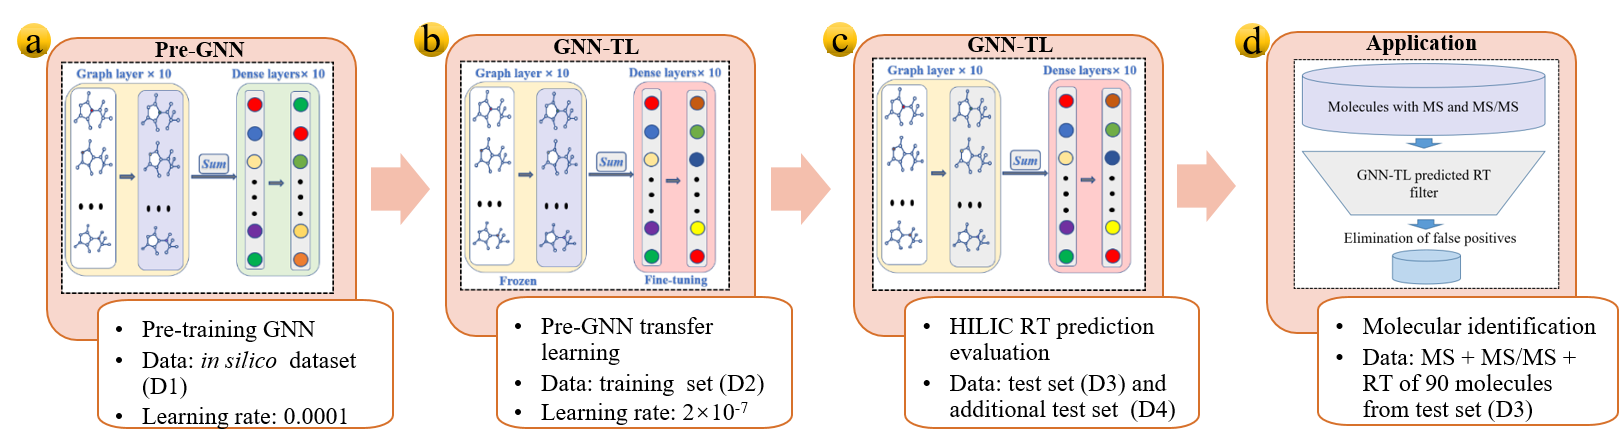 a
Pre-GNN
Graph layer × 10
Dense layers× 10
Sum
• Pre-training GNN
• Data: in silico dataset
(D1)
• Learning rate: 0.0001
b
GNN-TL
Graph layer × 10
Dense layers× 10
Sum
Frozen
Fine-tuning
• Pre-GNN transfer
learning
• Data: training set (D2)
• Learning rate: 2×10-7
c
GNN-TL
Graph layer × 10
Dense layers× 10
Sum
• HILIC RT prediction
evaluation
• Data: test set (D3) and
additional test set (D4)
d
Application
Molecules with MS and MS/MS
GNN-TL predicted RT
filter
Elimination of false positives
• Molecular identification
• Data: MS + MS/MS +
RT of 90 molecules
from test set (D3)